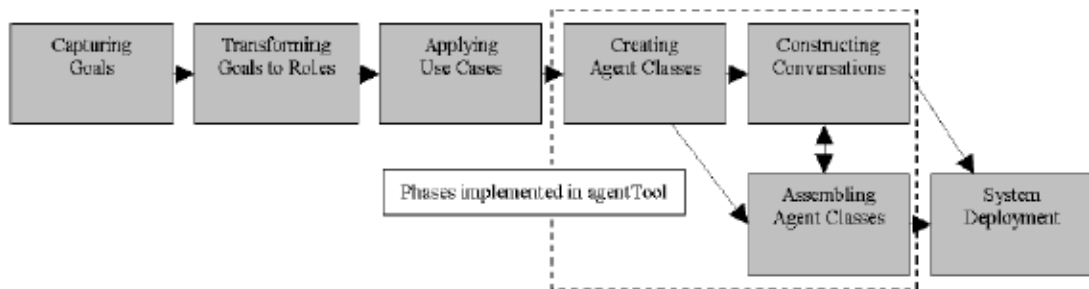 Capturing
Goals
Transforming
Goals to Roles
Applying
Use Cases
Creating
Agent Classes
Constructing
Conversations
Phases implemented in agentTool
Assembling
Agent Classes
System
Deployment